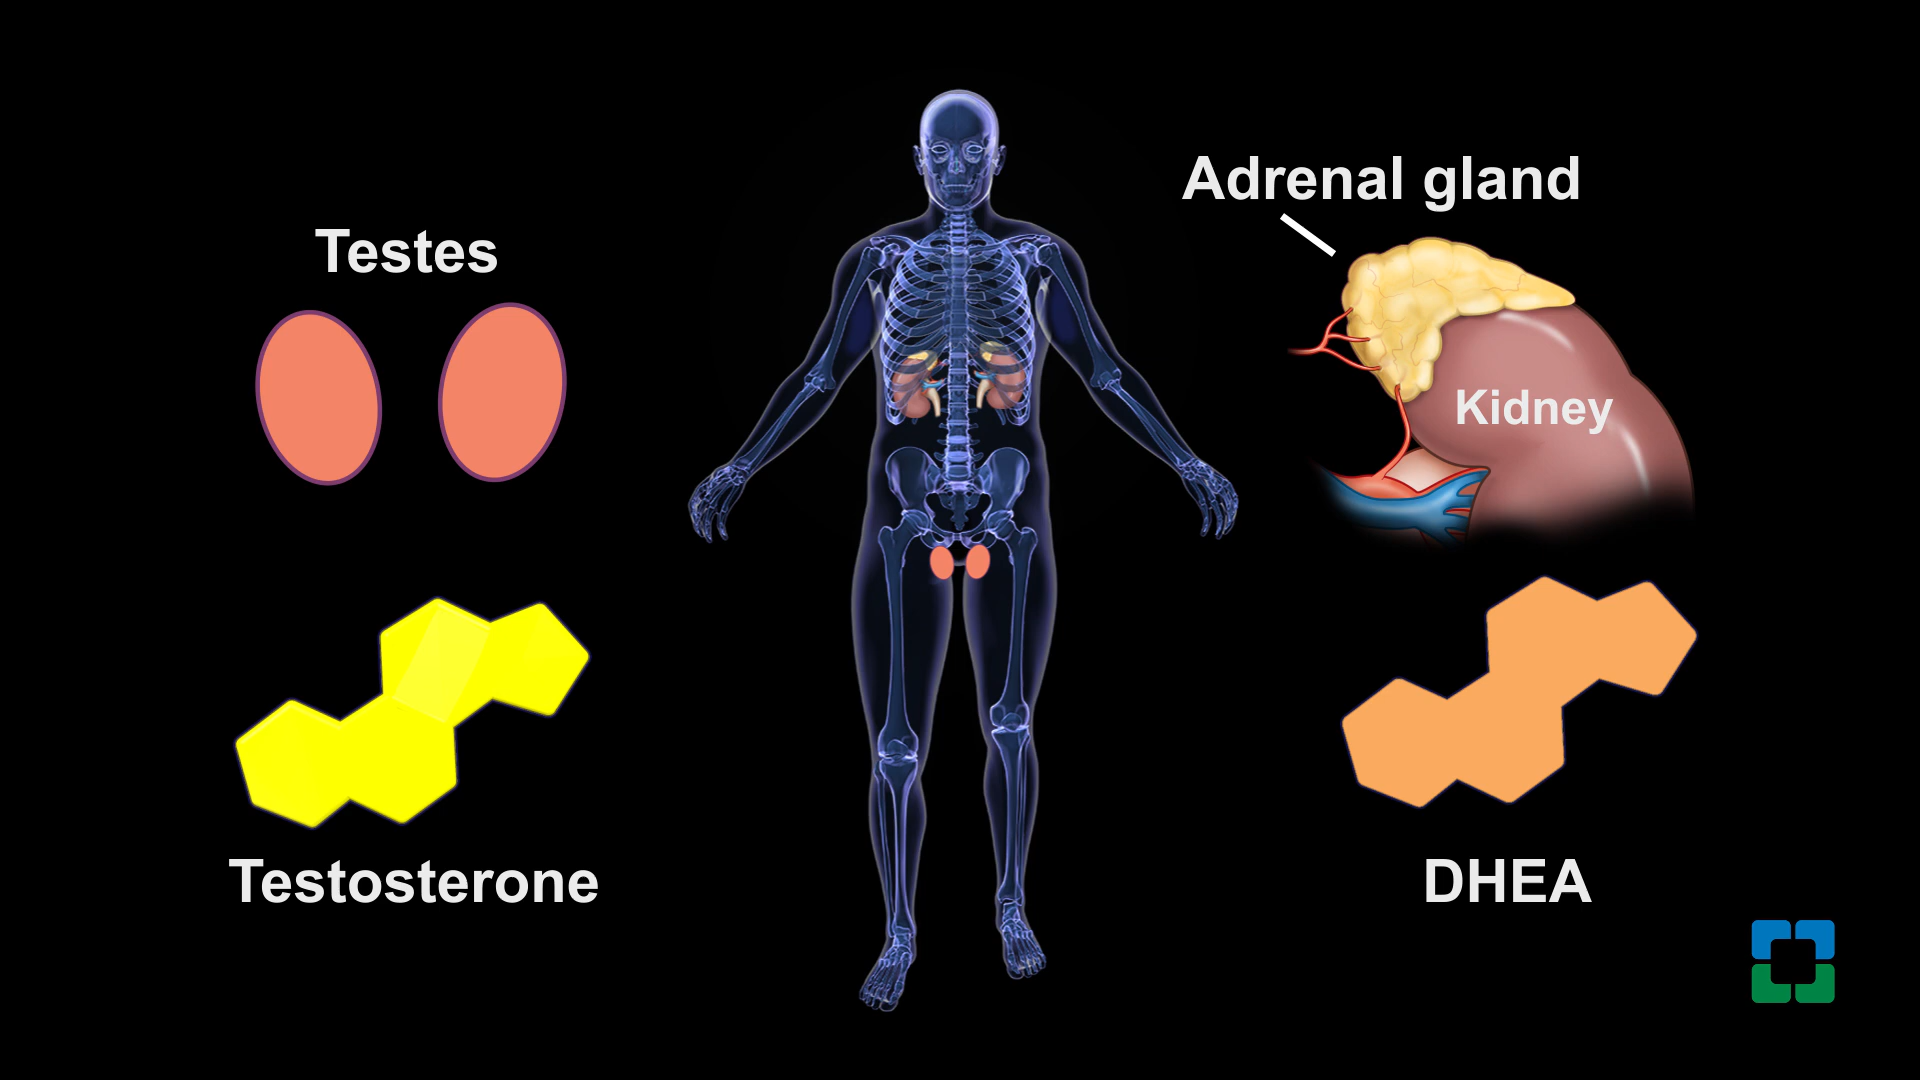 Testes
Testosterone
Adrenal gland
Kidney
DHEA